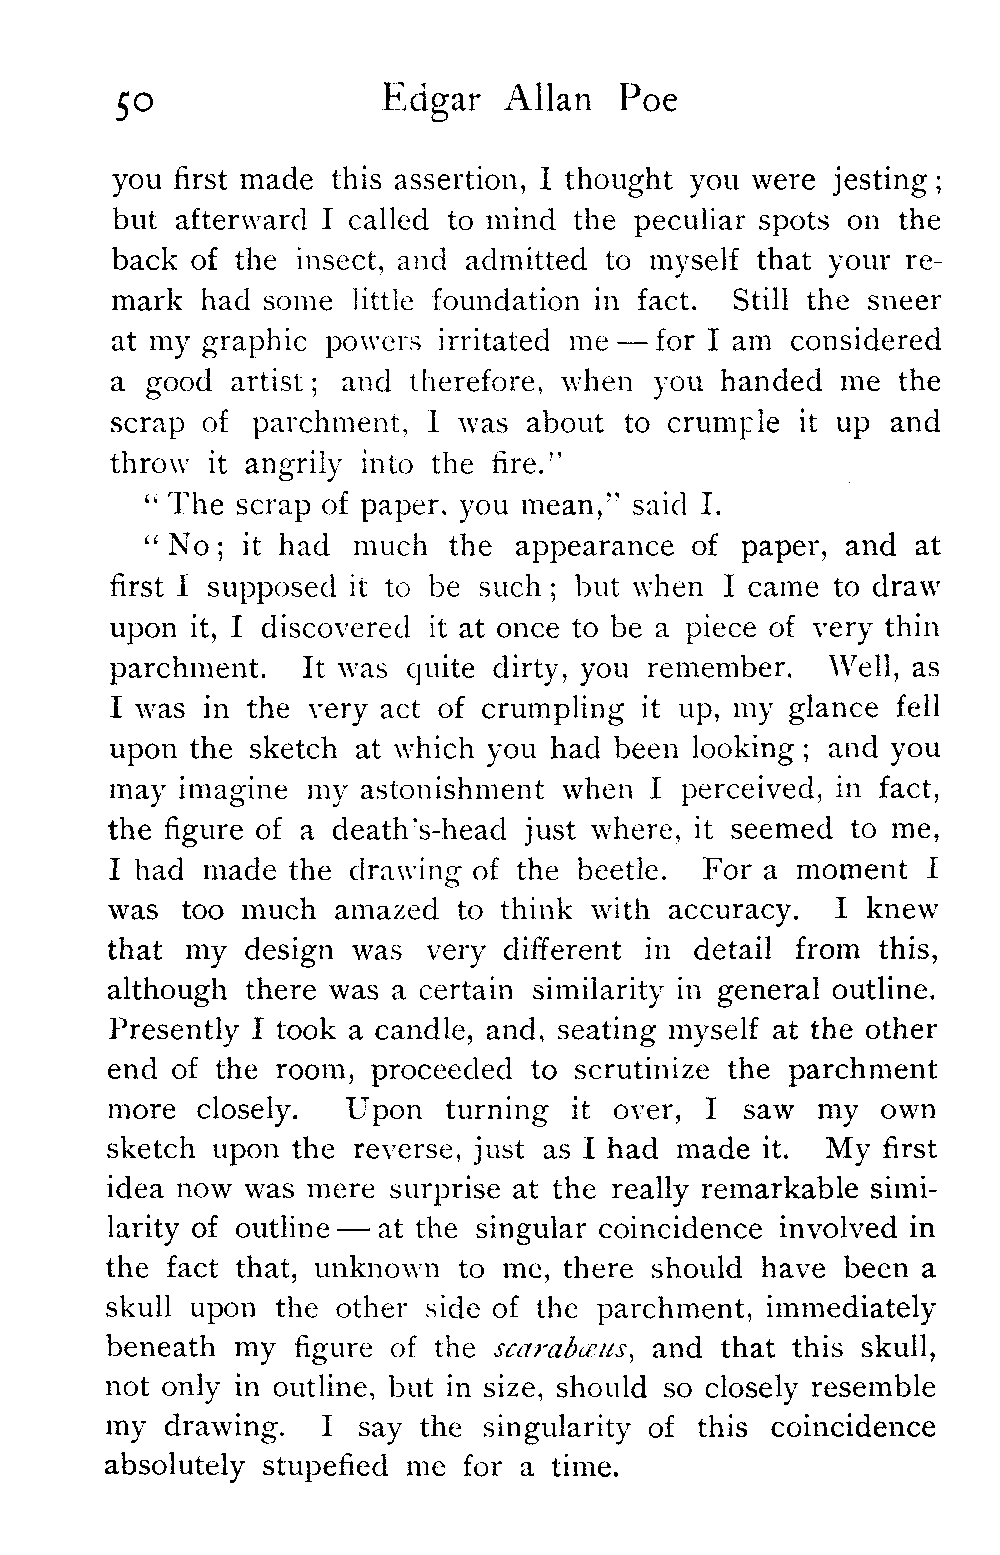 50 Edgar Allan Poe
you first made this assertion, I thought you were jesting;
but afterward I called to mind the peculiar spots on the
back of the insect, and admitted to myself that your re-
mark had some little foundation in fact. Still the sneer
at my graphic powers irritated me — for I am considered
a good artist; and therefore, when you handed me the
scrap of parchment, I was about to crumple it up and
throw it angrily into the fire."
"The scrap of paper, you mean," said I.
"No; it had much the appearance of paper, and at
first I supposed it to be such; but when I came to draw
upon it, I discovered it at once to be a piece of very thin
parchment. It was quite dirty, you remember. Well, as
I was in the very act of crumpling it up, my glance fell
upon the sketch at which you had been looking; and you
may imagine my astonishment when I perceived, in fact,
the figure of a death's-head just where, it seemed to me,
I had made the drawing of the beetle. For a moment I
was too much amazed to think with accuracy. I knew
that my design was very different in detail from this,
although there was a certain similarity in general outline.
Presently I took a candle, and, seating myself at the other
end of the room, proceeded to scrutinize the parchment
more closely. Upon turning it over, I saw my own
sketch upon the reverse, just as I had made it. My first
idea now was mere surprise at the really remarkable simi-
larity of outline — at the singular coincidence involved in
the fact that, unknown to me, there should have been a
skull upon the other side of the parchment, immediately
beneath my figure of the scarabæus, and that this skull,
not only in outline, but in size, should so closely resemble
my drawing. I say the singularity of this coincidence
absolutely stupefied me for a time.